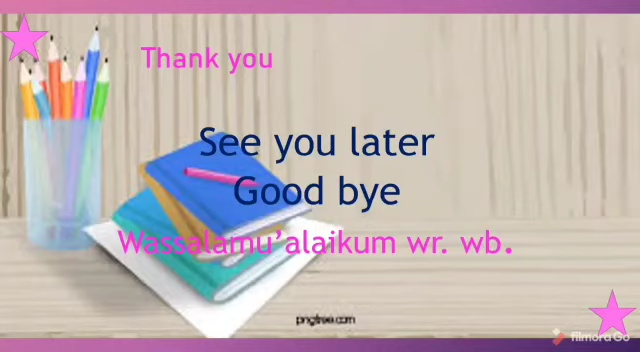 Thank you
See you later
Good bye
Wassalamu’alaikum wr. wb.
pngtree.com
filmora Go